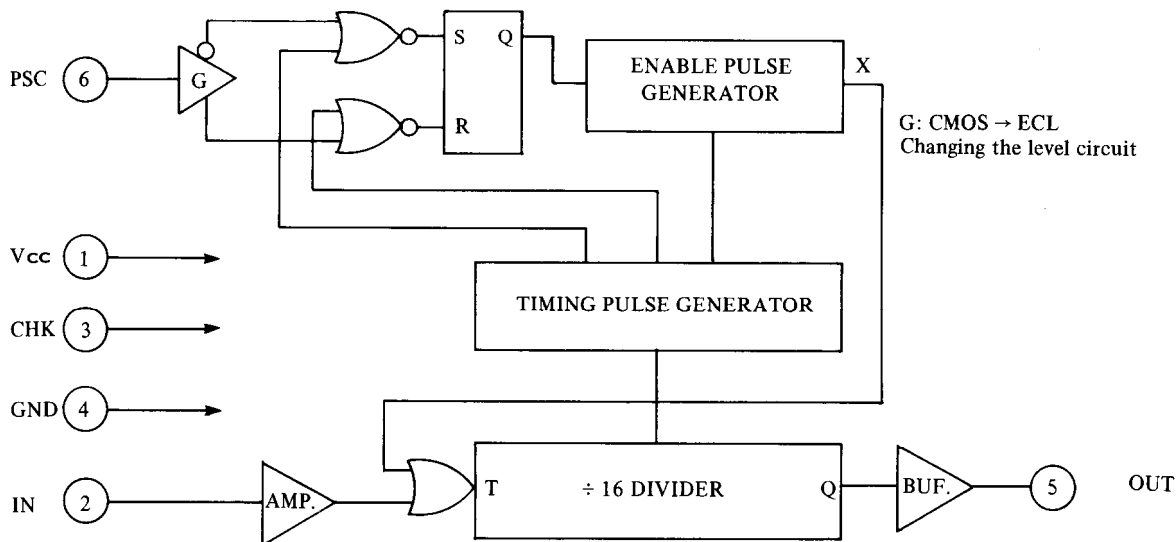 PSC
6
G
S
Q
R
ENABLE PULSE
GENERATOR
X
G: CMOS → ECL
Changing the level circuit
Vcc
1
CHK
3
GND
4
TIMING PULSE GENERATOR
IN
2
AMP.
T
÷ 16 DIVIDER
Q
BUF.
5
OUT